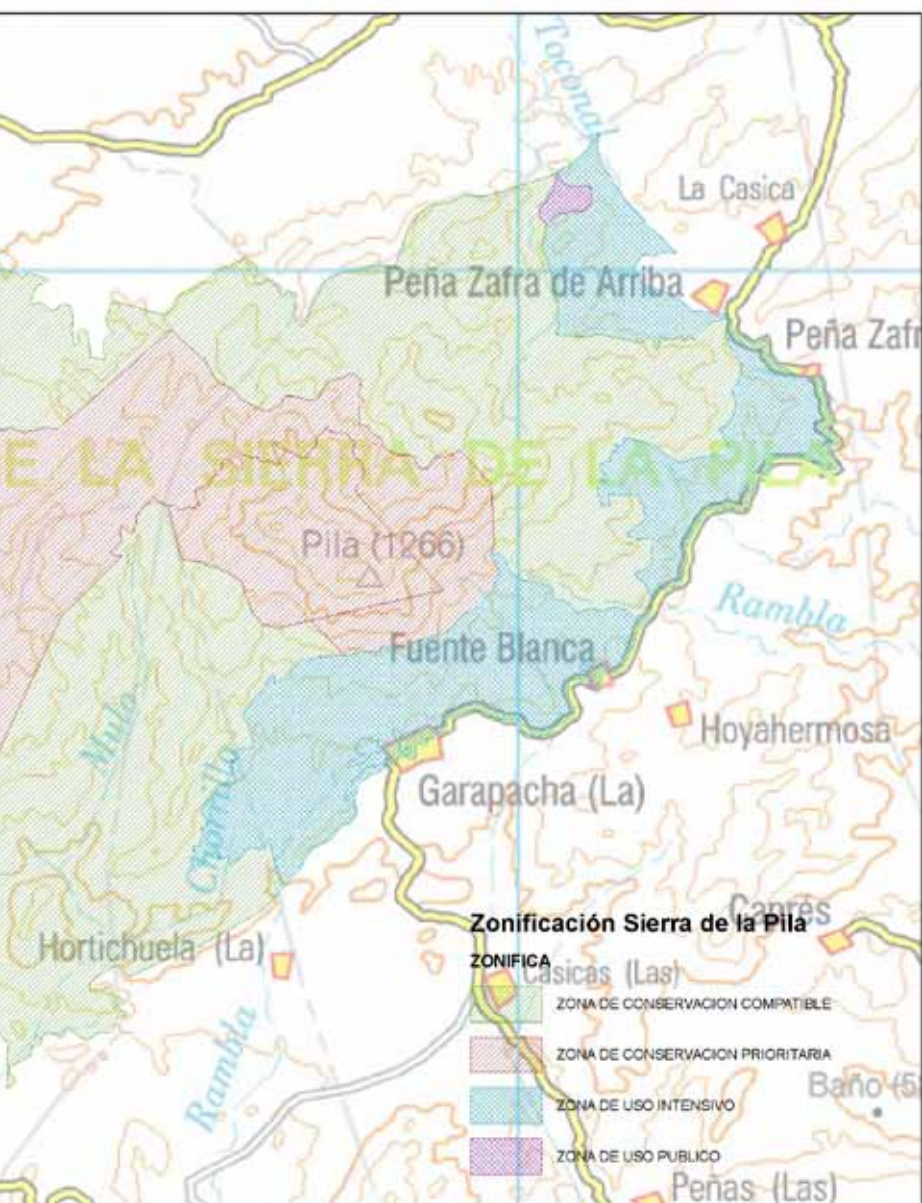 Toconal
La Casica
Peña Zafra de Arriba
Peña Zafr
E LA SIERRA DE LA PILA
Pila (1266)
Rambla
Fuente Blanca
Mulo
Hoyahermosa
Chorrillo
Garapacha (La)
Caprés
Zonificación Sierra de la Pila
Hortichuela (La)
ZONIFICA
Casicas (Las)
ZONA DE CONSERVACION COMPATIBLE
Rambla
ZONA DE CONSERVACION PRIORITARIA
Baño (5
ZONA DE USO INTENSIVO
ZONA DE USO PUBLICO
Peñas (Las)